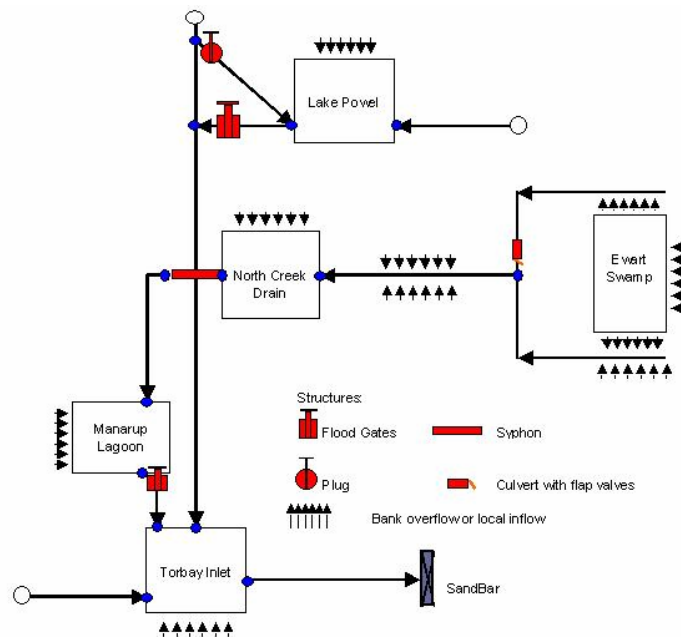 Lake Powel
North Creek
Drain
Ewart
Swamp
Manarup
Lagoon
Structures:
Flood Gates
Syphon
Plug
Culvert with flap valves
Bank overflow or local inflow
Torbay Inlet
SandBar